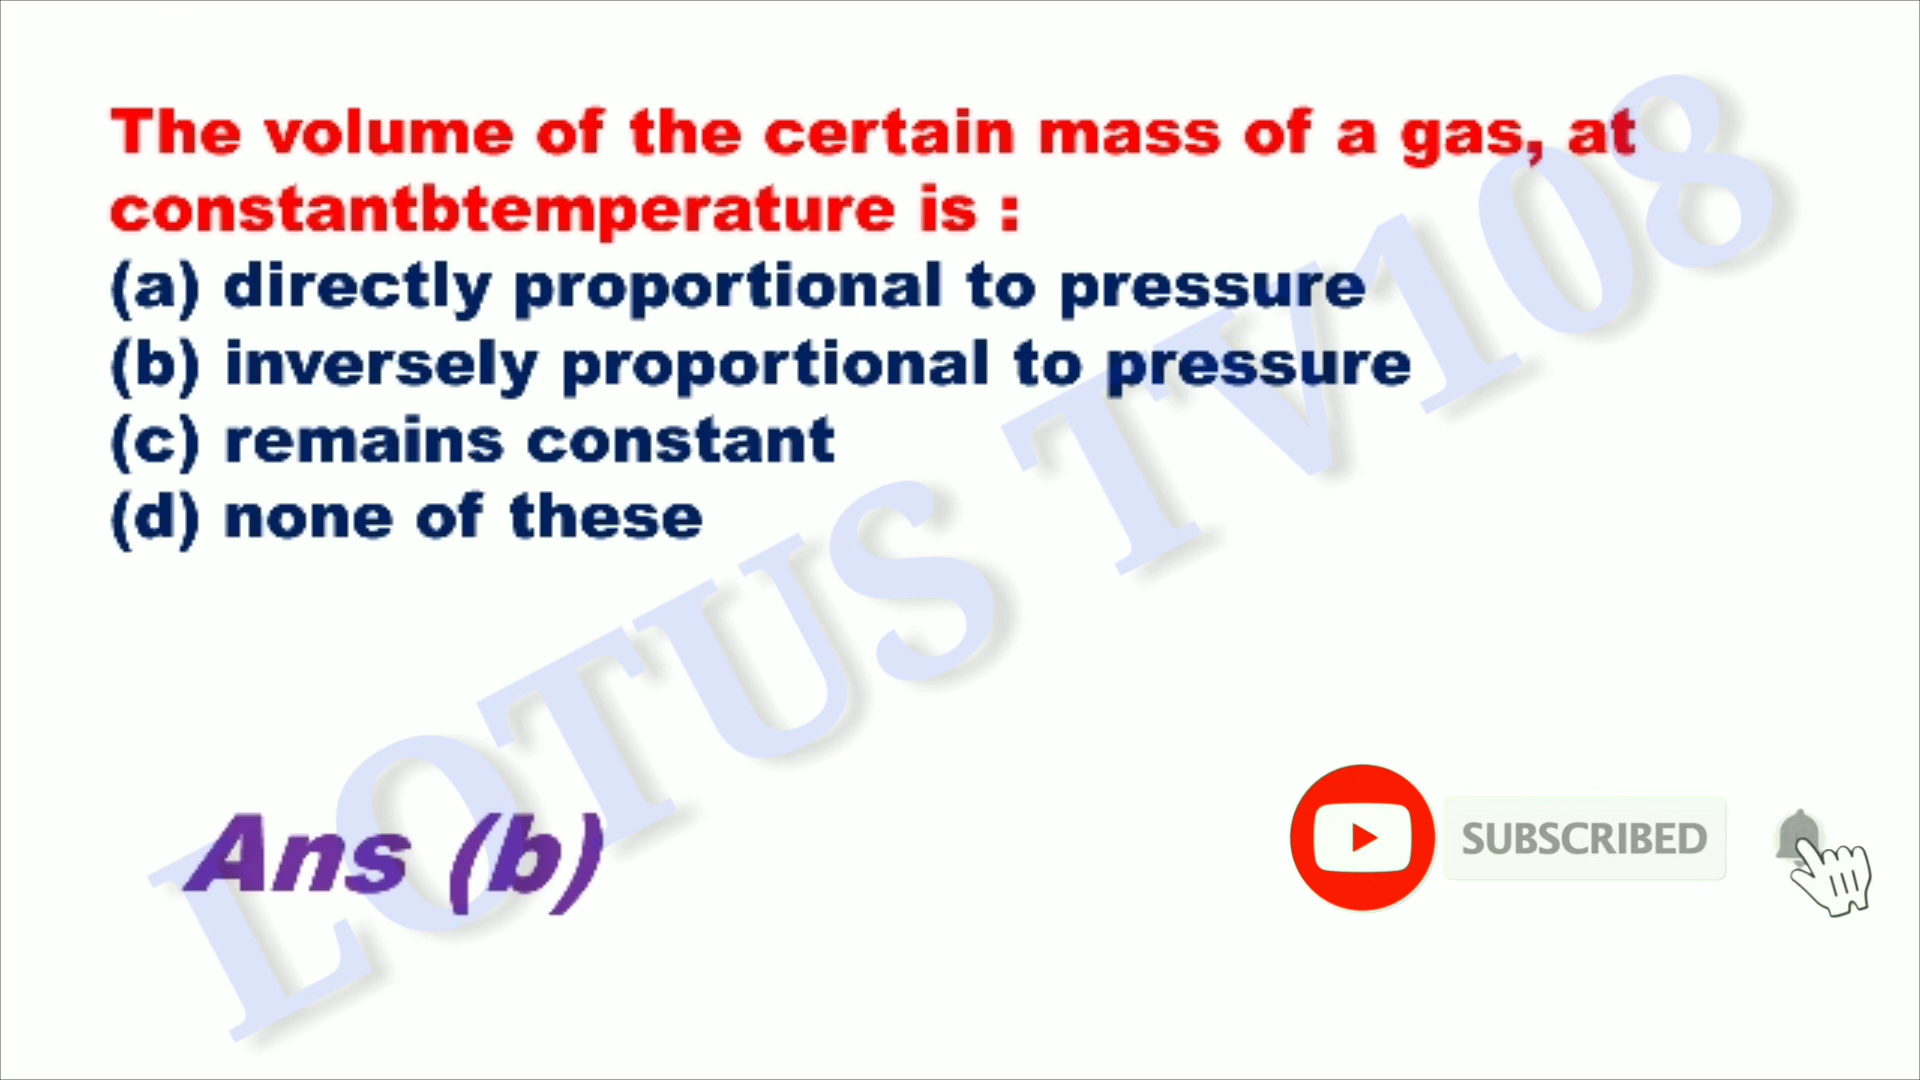 The volume of the certain mass of a gas, at
constantbtemperature is :
(a) directly proportional to pressure
(b) inversely proportional to pressure
(c) remains constant
(d) none of these
LOTUS TV108
Ans (b)
SUBSCRIBED